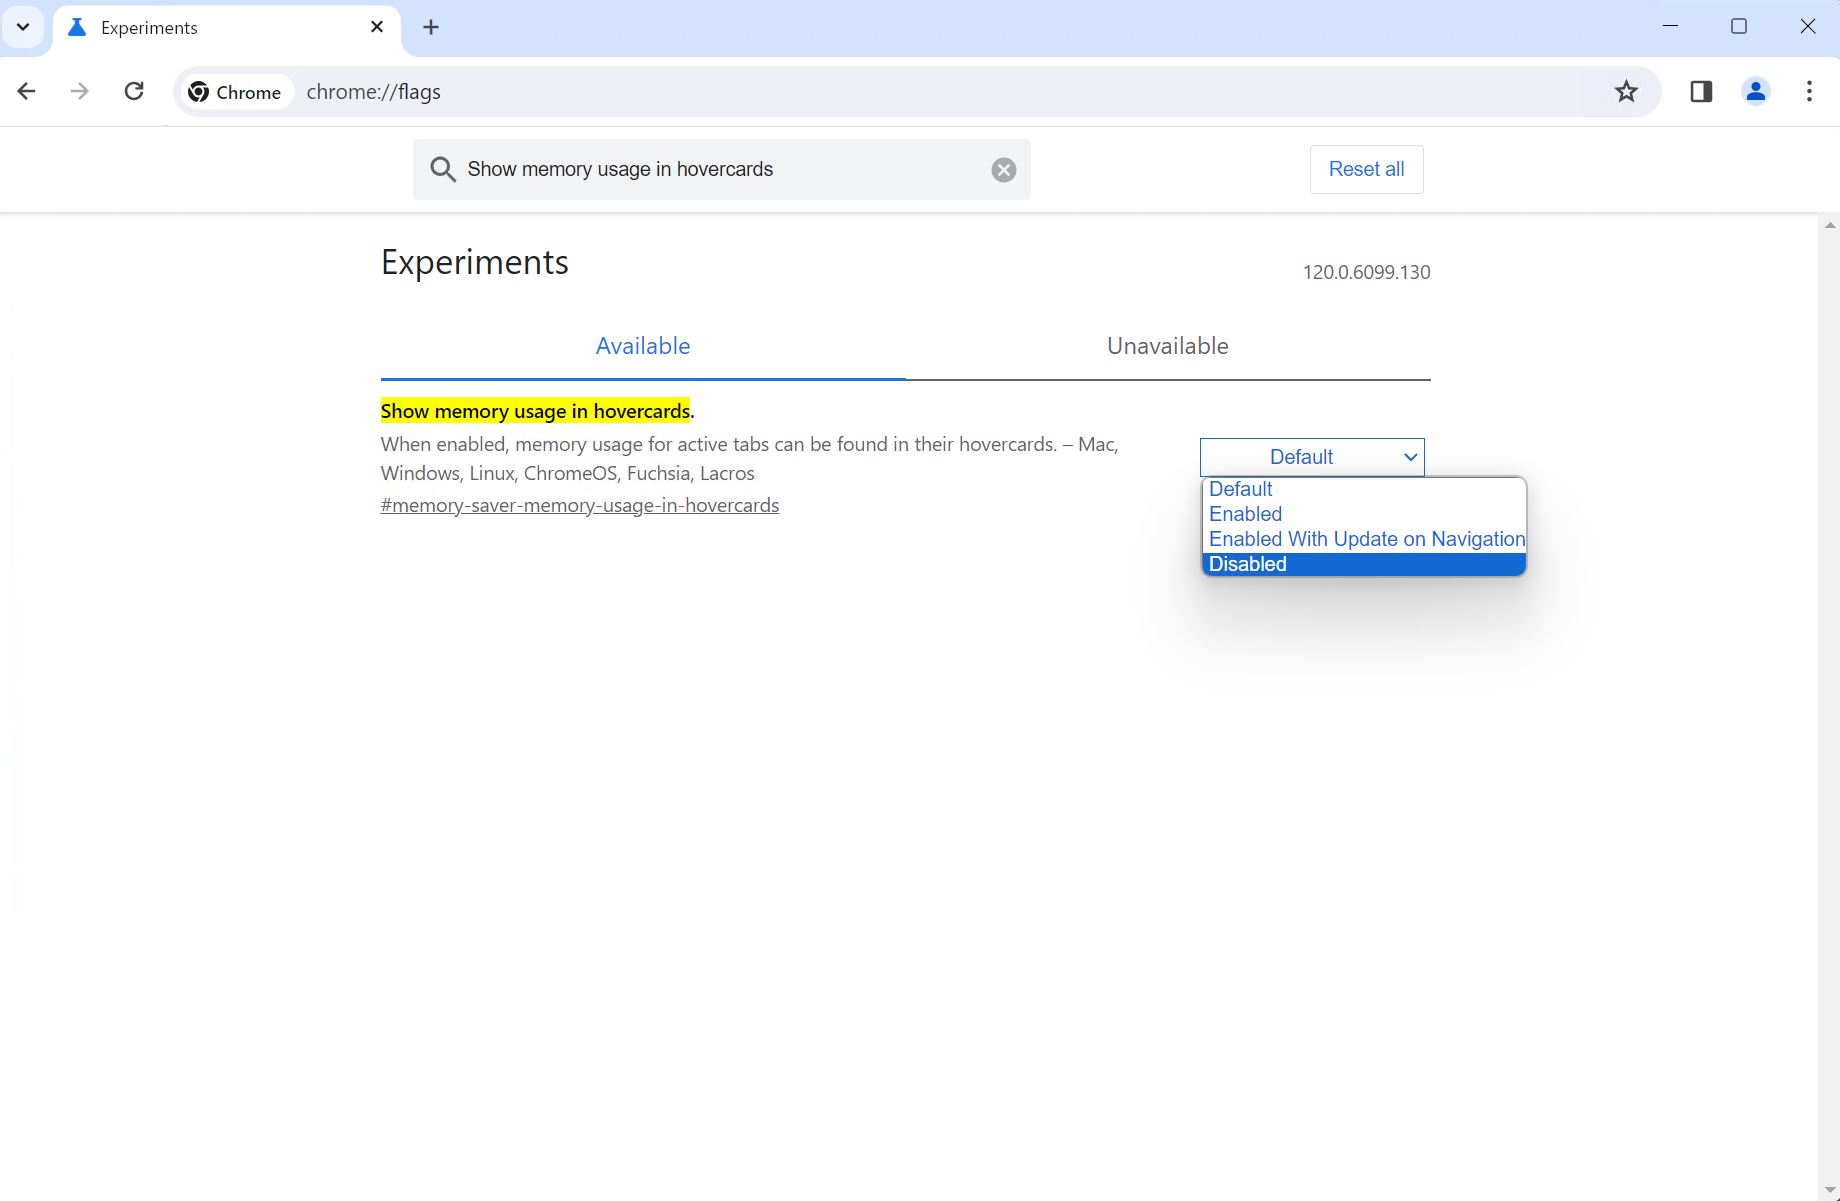 Experiments
Chrome chrome://flags
Show memory usage in hovercards
Reset all
Experiments
120.0.6099.130
Available
Unavailable
Show memory usage in hovercards.
When enabled, memory usage for active tabs can be found in their hovercards. – Mac,
Windows, Linux, ChromeOS, Fuchsia, Lacros
#memory-saver-memory-usage-in-hovercards
Default
Default
Enabled
Enabled With Update on Navigation
Disabled